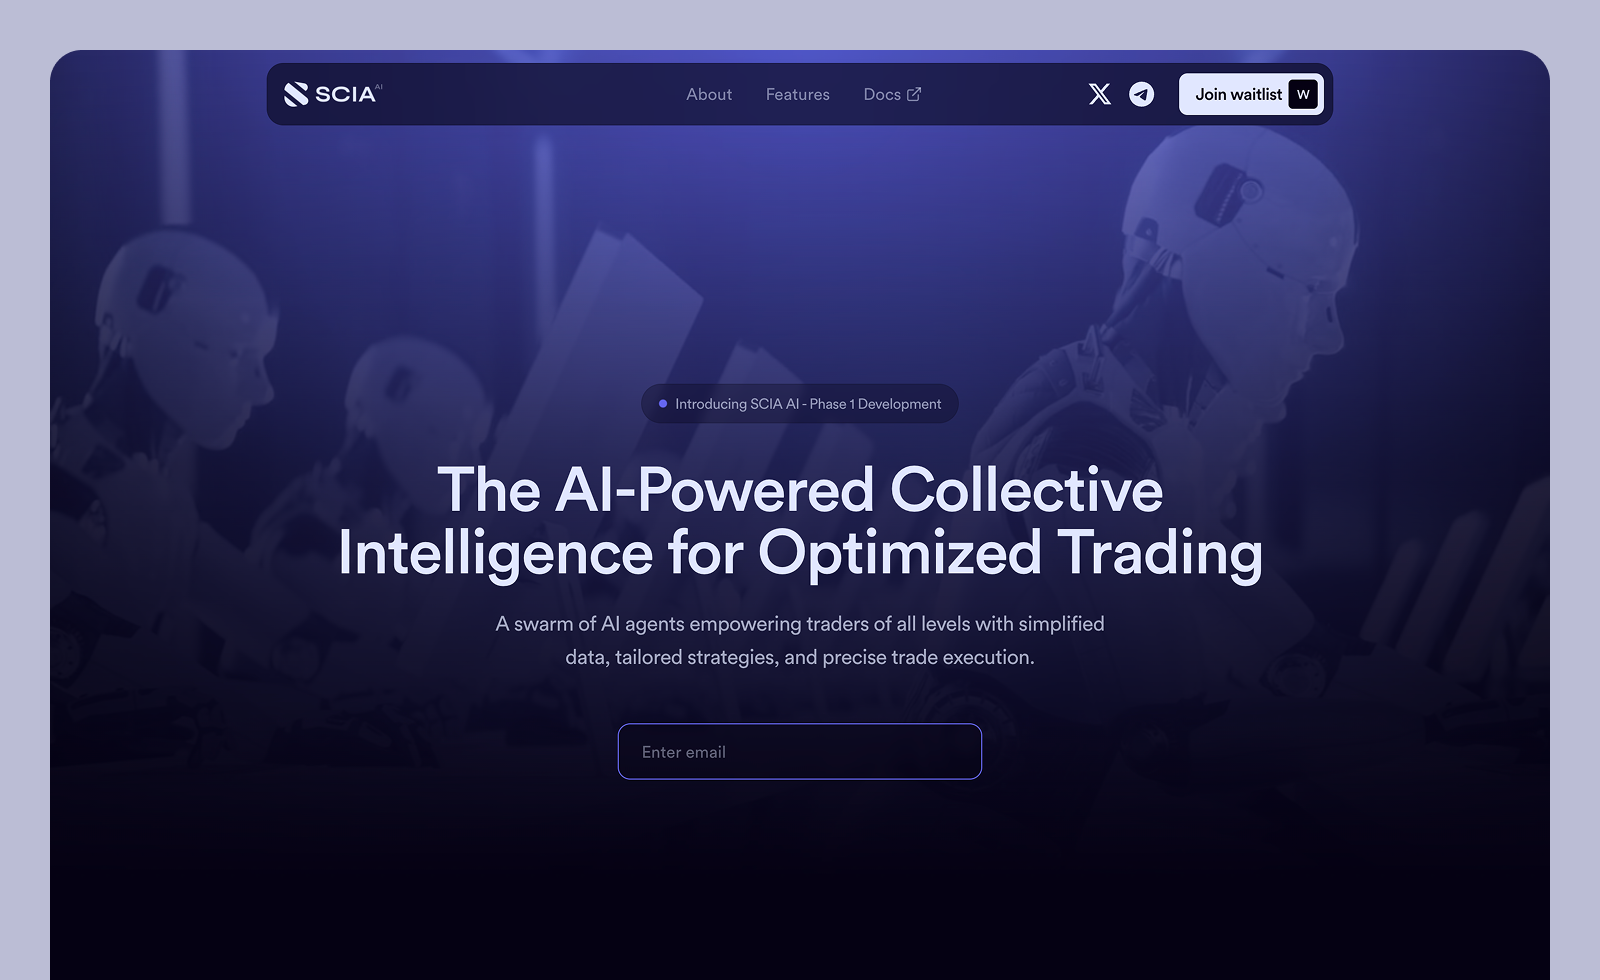 SCIA AI
About
Features
Docs
Join waitlist W
Introducing SCIA AI - Phase 1 Development
The AI-Powered Collective
Intelligence for Optimized Trading
A swarm of AI agents empowering traders of all levels with simplified
data, tailored strategies, and precise trade execution.
Enter email